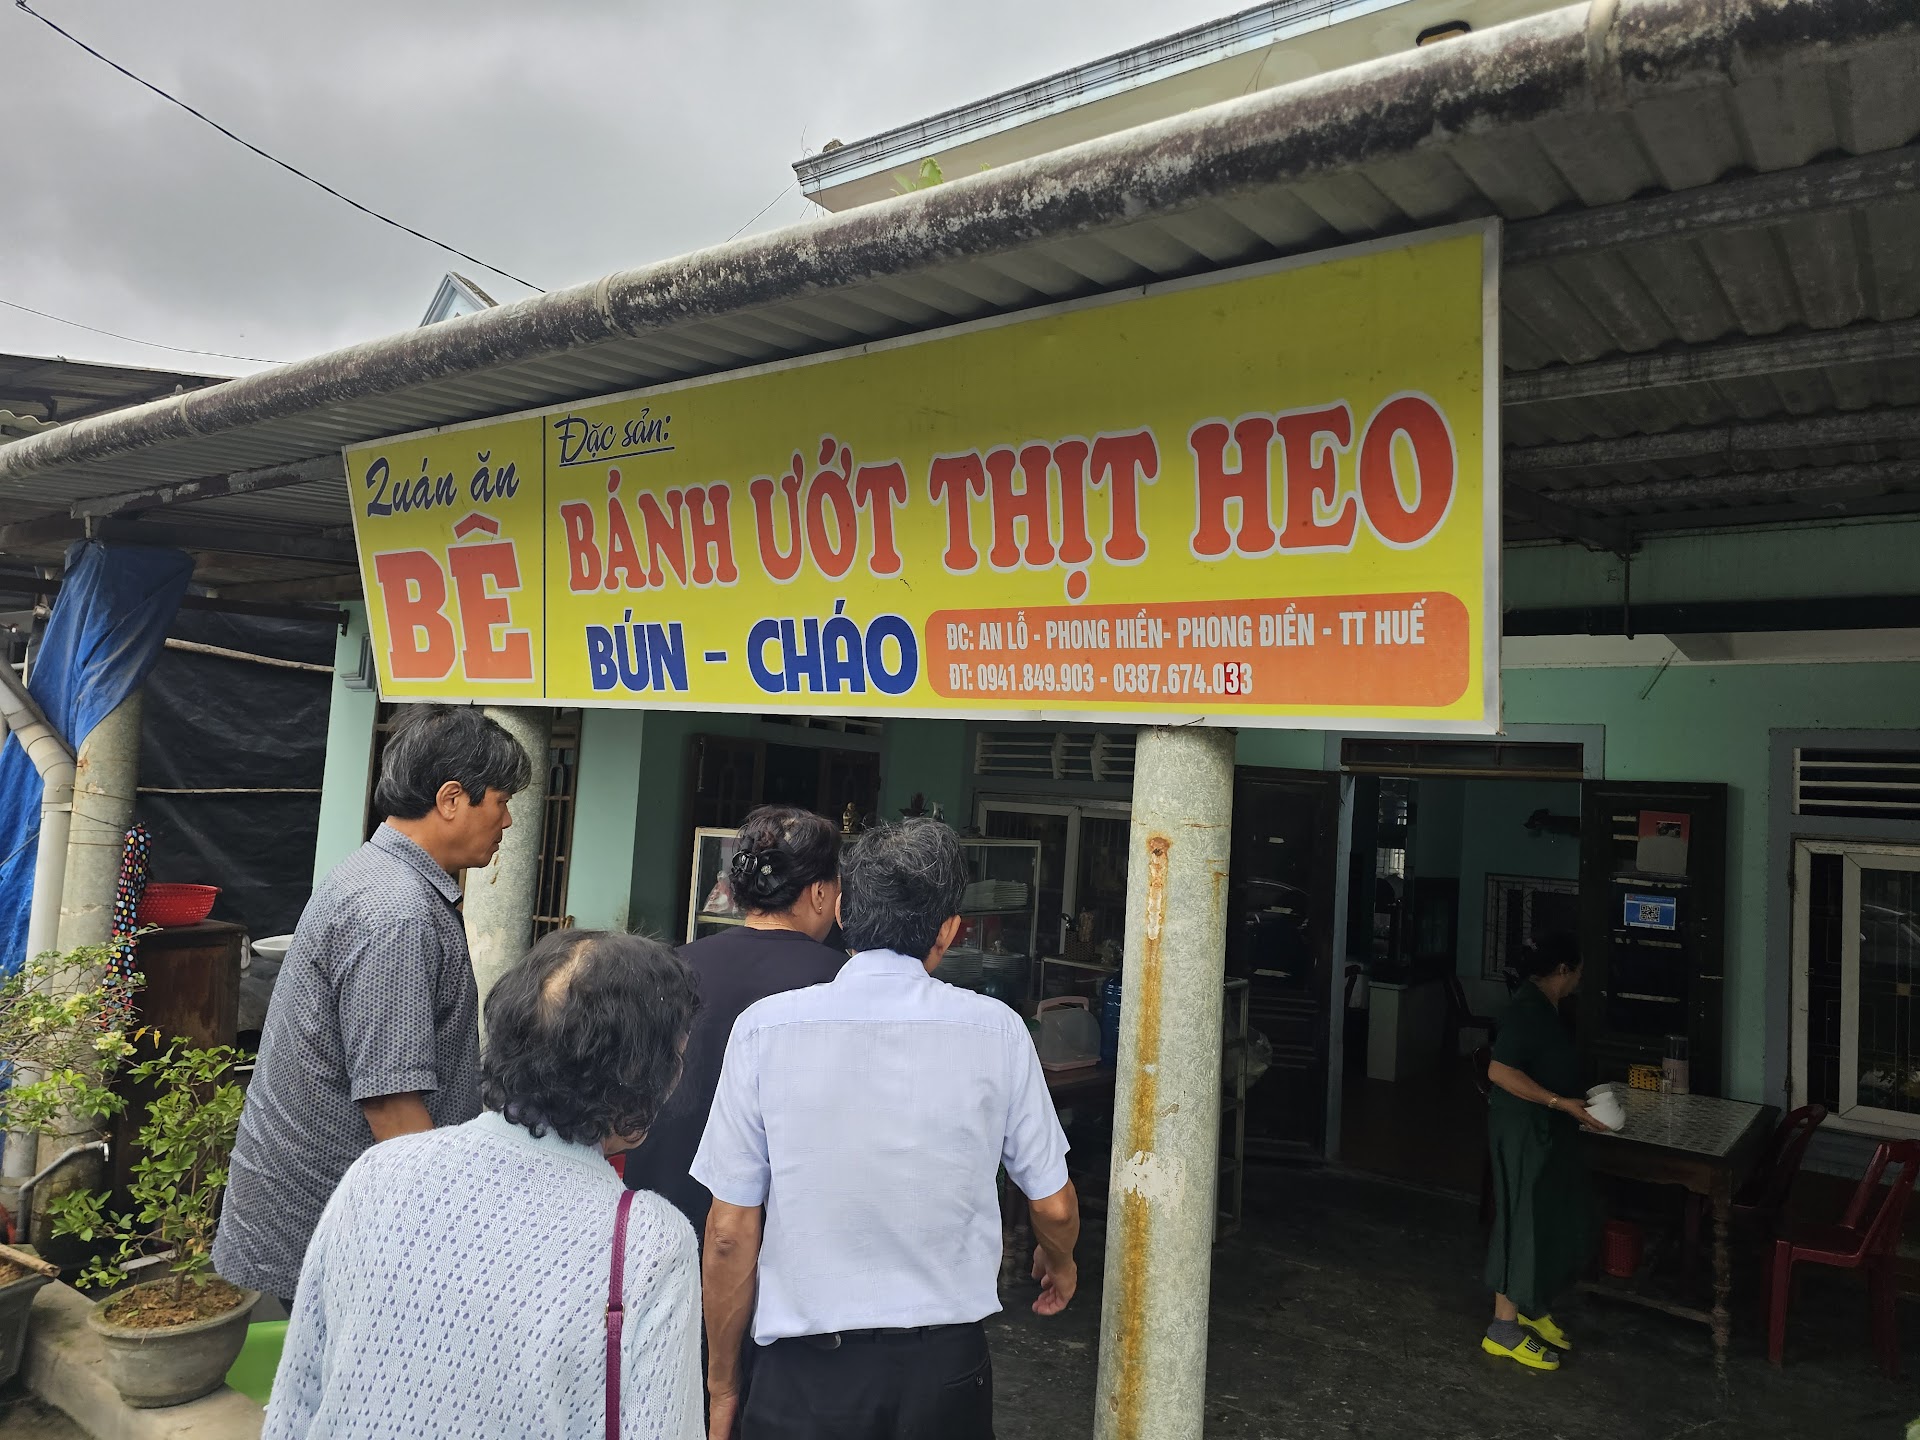 Quán ăn
BÊ
Đặc sản:
BÁNH ƯỚT THỊT HEO
BÚN - CHÁO
ĐC: AN LỖ - PHONG HIỀN- PHONG ĐIỀN - TT HUẾ
ĐT: 0941.849.903 - 0387.674.033